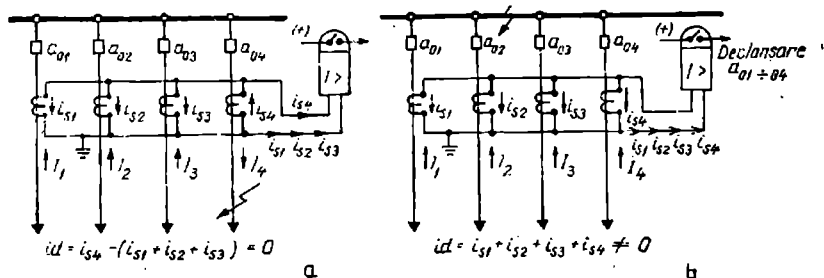 (+)
a01 a02 a03 a04
I >
is1 is2 is3 is4 is4
is1 is2 is3
I1 I2 I3 I4
id = is4 -(is1 + is2 + is3) = 0
a
(+)
a01 a02 a03 a04
Declansare
a01÷04
I >
is1 is2 is3 is4
is1 is2 is3 is4
I1 I2 I3 I4
id = is1 + is2 + is3 + is4 ≠ 0
b